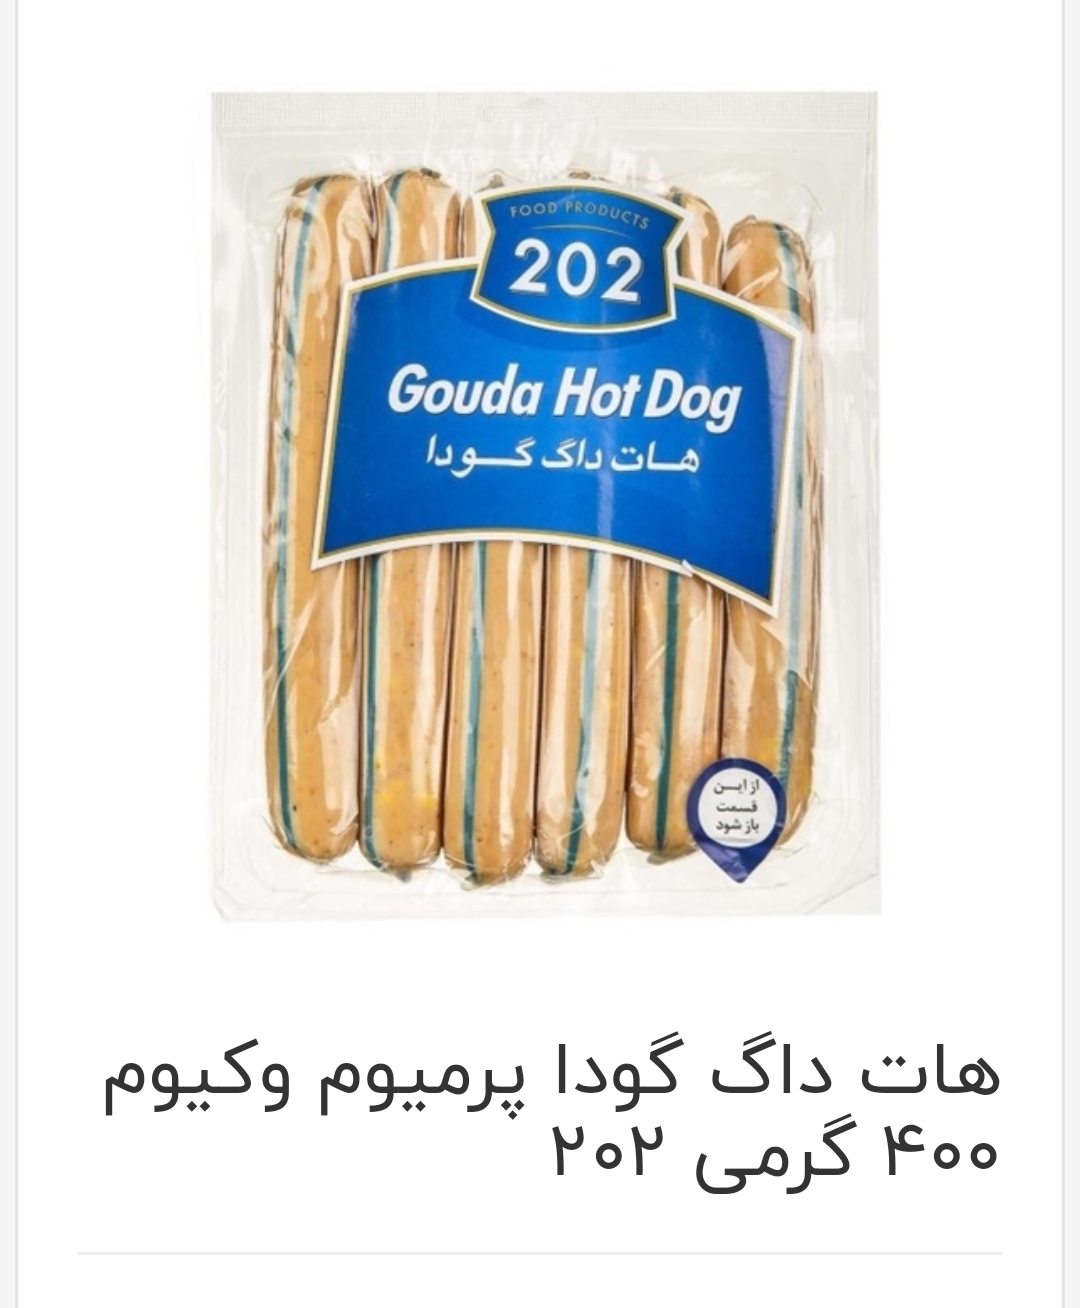 FOOD PRODUCTS
202
Gouda Hot Dog
هات داگ گودا
از این
قسمت
باز شود
هات داگ گودا پرمیوم وکیوم
۴۰۰ گرمی ۲۰۲